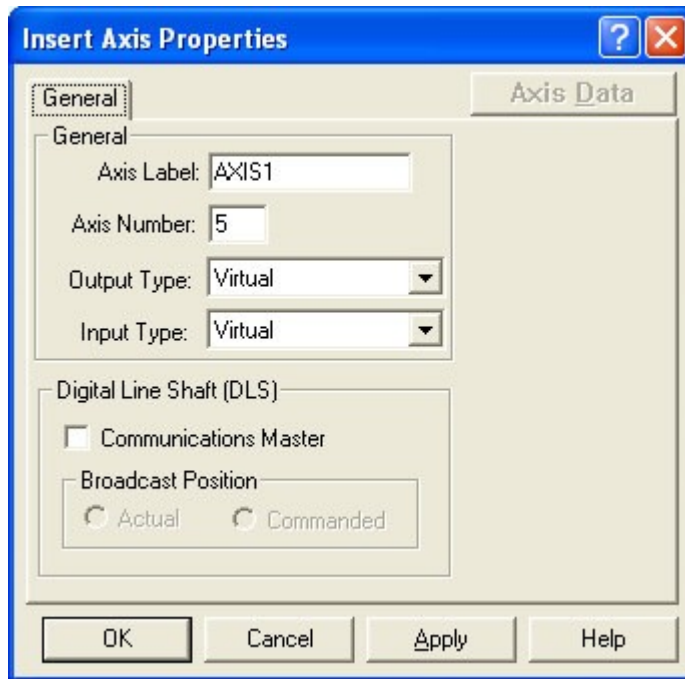 Insert Axis Properties
General
Axis Data
General
Axis Label: AXIS1
Axis Number: 5
Output Type: Virtual
Input Type: Virtual
Digital Line Shaft (DLS)
Communications Master
Broadcast Position
Actual Commanded
OK Cancel Apply Help